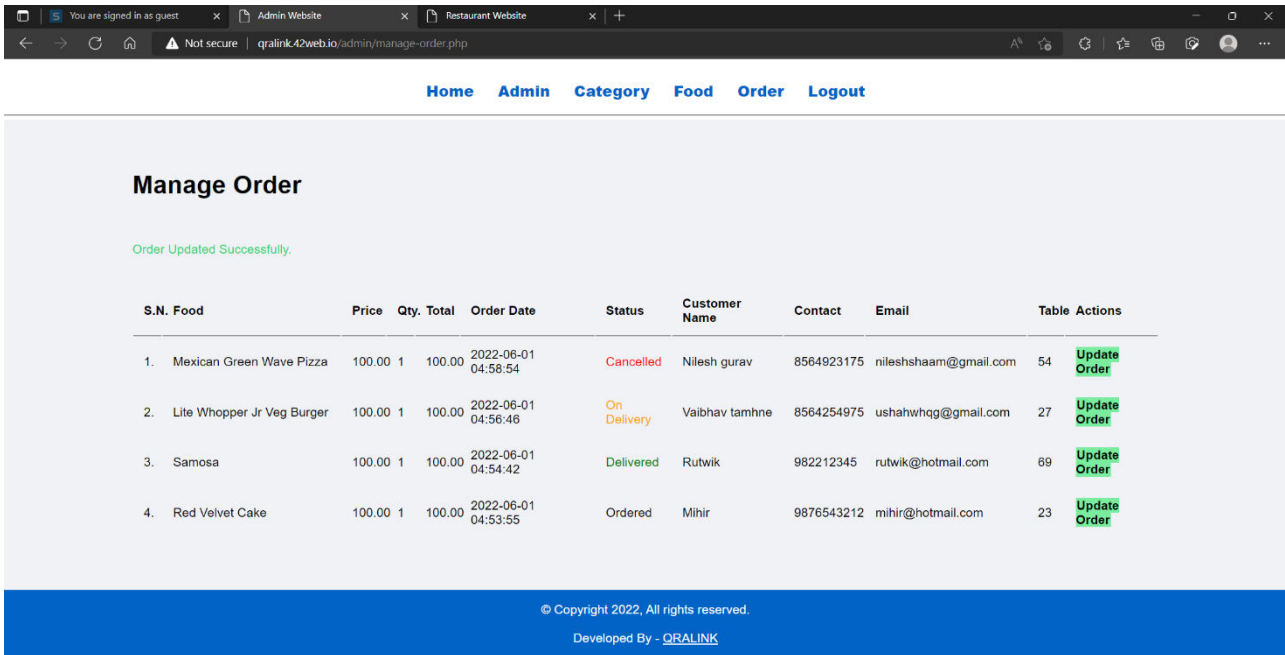 You are signed in as guest
Admin Website
Restaurant Website
Not secure | qralink.42web.io/admin/manage-order.php
Home Admin Category Food Order Logout
Manage Order
Order Updated Successfully.
S.N. Food Price Qty. Total Order Date Status Customer Name Contact Email Table Actions
1. Mexican Green Wave Pizza 100.00 1 100.00 2022-06-01 04:58:54 Cancelled Nilesh gurav 8564923175 nileshshaam@gmail.com 54 Update Order
2. Lite Whopper Jr Veg Burger 100.00 1 100.00 2022-06-01 04:56:46 On Delivery Vaibhav tamhne 8564254975 ushahwhqg@gmail.com 27 Update Order
3. Samosa 100.00 1 100.00 2022-06-01 04:54:42 Delivered Rutwik 982212345 rutwik@hotmail.com 69 Update Order
4. Red Velvet Cake 100.00 1 100.00 2022-06-01 04:53:55 Ordered Mihir 9876543212 mihir@hotmail.com 23 Update Order
© Copyright 2022, All rights reserved.
Developed By - QRALINK